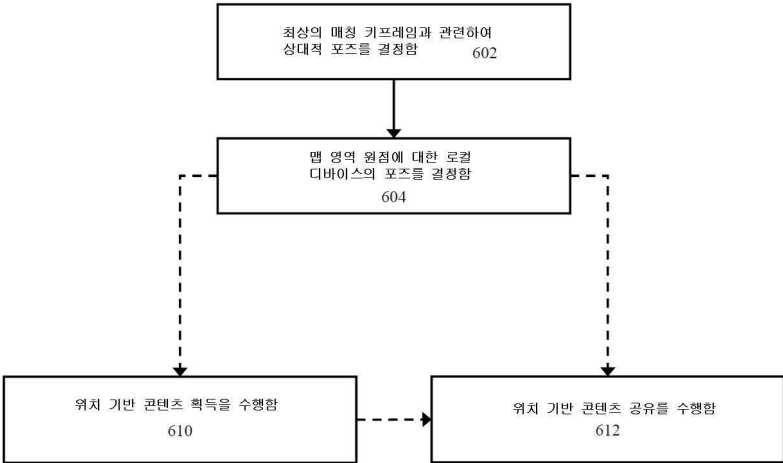 최상의 매칭 키프레임과 관련하여
상대적 포즈를 결정함 602
맵 영역 원점에 대한 로컬
디바이스의 포즈를 결정함
604
위치 기반 콘텐츠 획득을 수행함
610
위치 기반 콘텐츠 공유를 수행함
612